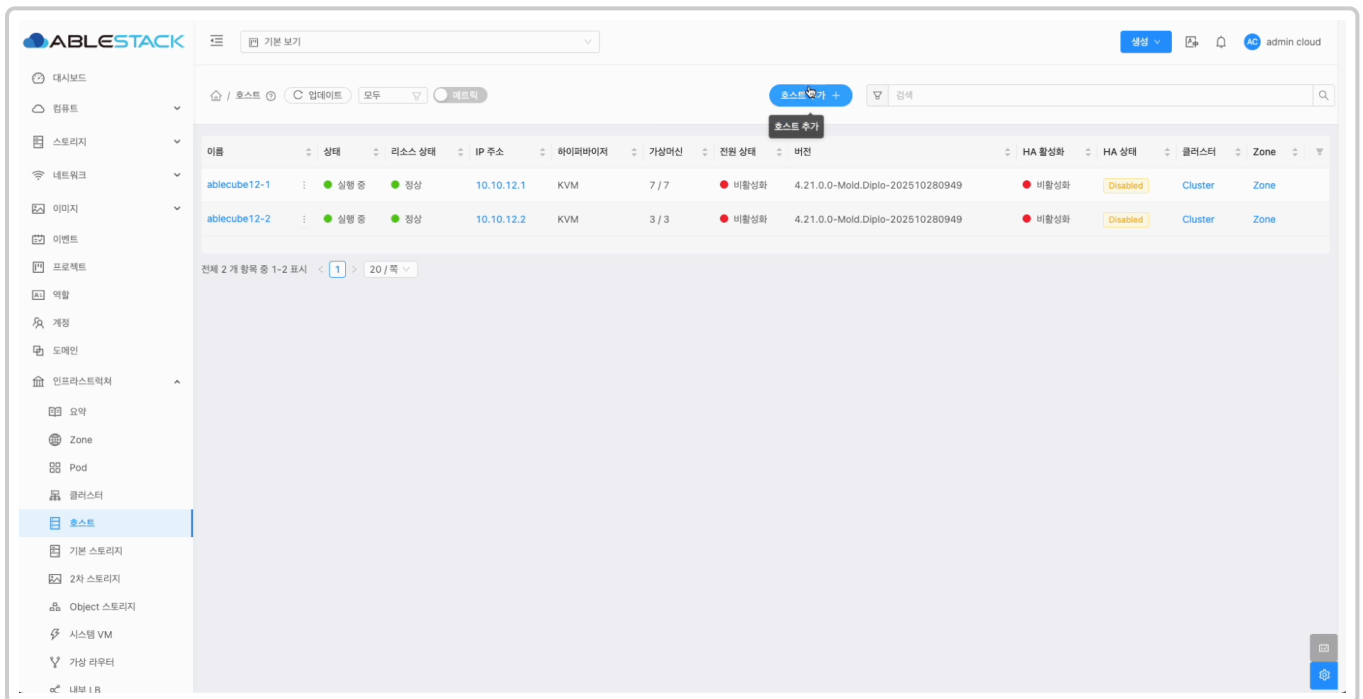 ABLESTACK
기본 보기
생성
AC admin cloud
대시보드
컴퓨트
스토리지
네트워크
이미지
이벤트
프로젝트
역할
계정
도메인
인프라스트럭쳐
요약
Zone
Pod
클러스터
호스트
기본 스토리지
2차 스토리지
Object 스토리지
시스템 VM
가상 라우터
내부 LB
/ 호스트 업데이트 모두 메트릭
호스트 추가 + 검색
호스트 추가
이름 상태 리소스 상태 IP 주소 하이퍼바이저 가상머신 전원 상태 버전 HA 활성화 HA 상태 클러스터 Zone
ablecube12-1 실행 중 정상 10.10.12.1 KVM 7 / 7 비활성화 4.21.0.0-Mold.Diplo-202510280949 비활성화 Disabled Cluster Zone
ablecube12-2 실행 중 정상 10.10.12.2 KVM 3 / 3 비활성화 4.21.0.0-Mold.Diplo-202510280949 비활성화 Disabled Cluster Zone
전체 2 개 항목 중 1-2 표시 < 1 > 20 / 쪽